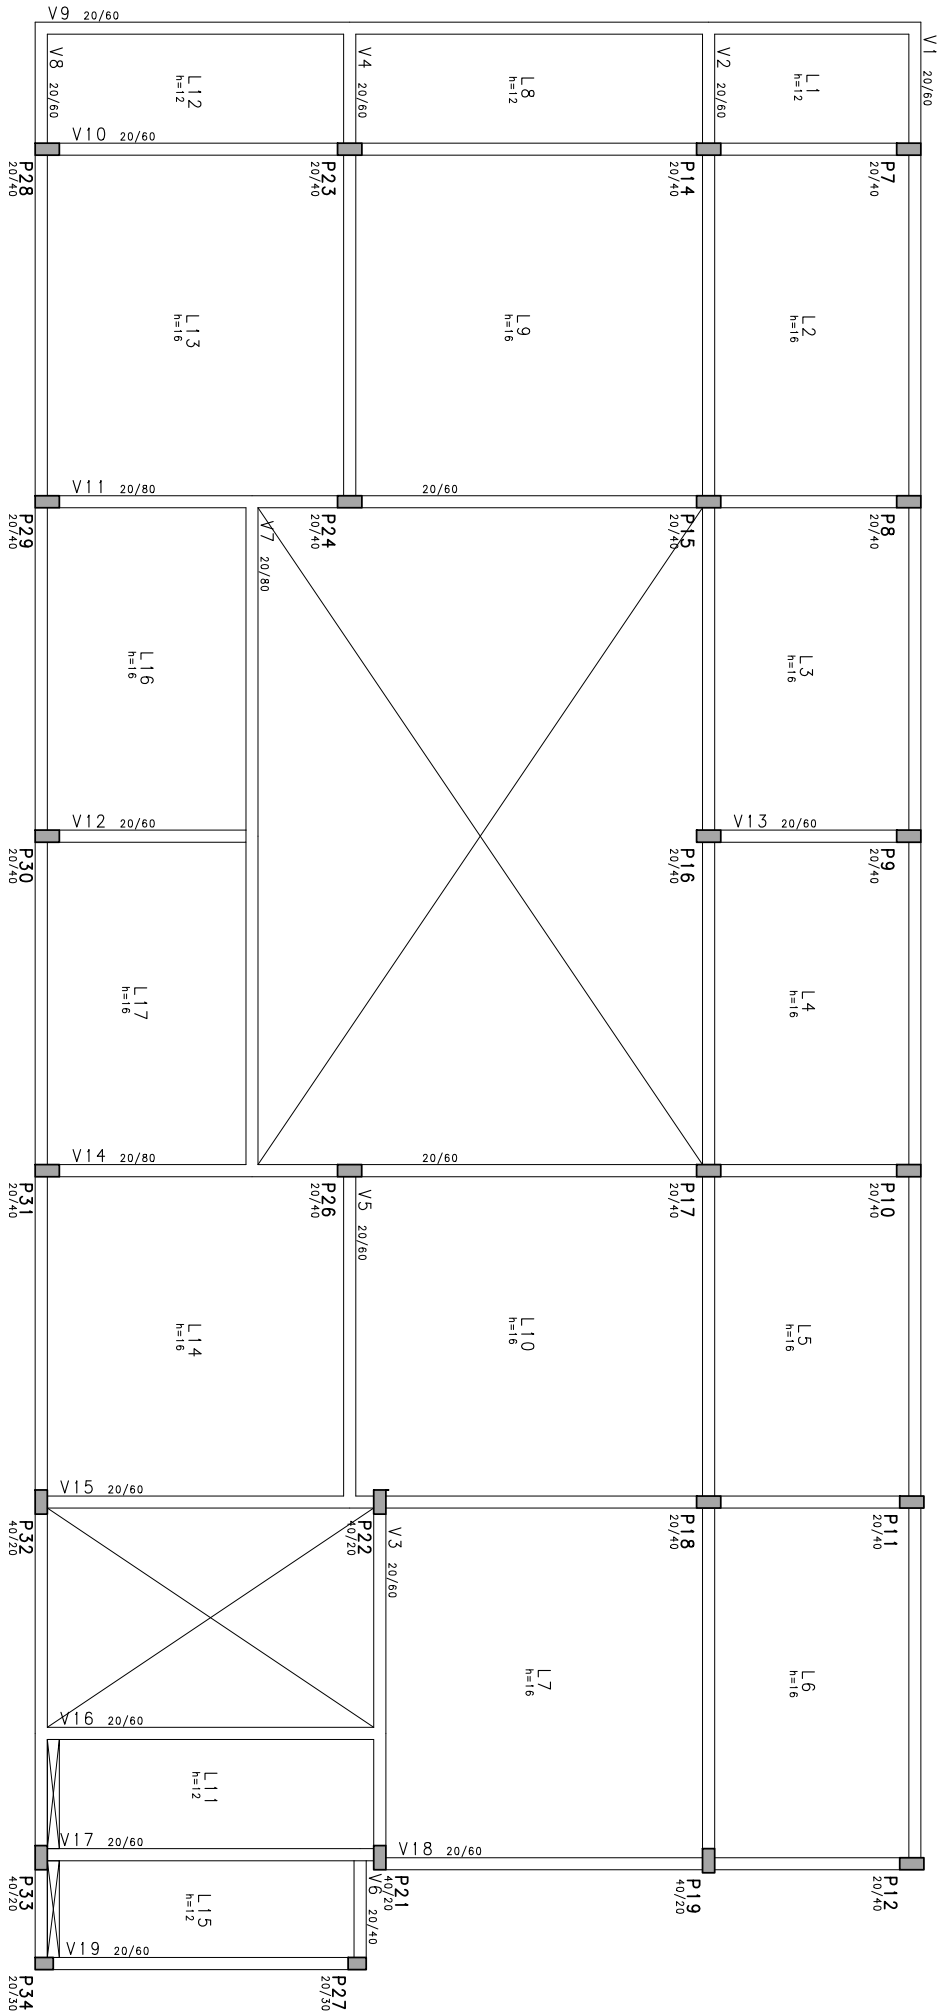 V9 20/60
V1 20/60
V8 20/60
V4 20/60
V2 20/60
L12
h=12
L8
h=12
L1
h=12
V10 20/60
P28
20/40
P23
20/40
P14
20/40
P7
20/40
L13
h=16
L9
h=16
L2
h=16
V11 20/80
20/60
P29
20/40
V7 20/80
P24
20/40
P15
20/40
P8
20/40
L16
h=16
L3
h=16
V12 20/60
V13 20/60
P30
20/40
P16
20/40
P9
20/40
L17
h=16
L4
h=16
V14 20/80
20/60
P31
20/40
P26
20/40
V5 20/60
P17
20/40
P10
20/40
L14
h=16
L10
h=16
L5
h=16
V15 20/60
P32
40/20
P22
40/20
V3 20/60
P18
20/40
P11
20/40
L7
h=16
L6
h=16
V16 20/60
L11
h=12
V17 20/60
V18 20/60
P33
40/20
V6 20/40
P21
40/20
P19
40/20
P12
20/40
L15
h=12
V19 20/60
P34
20/30
P27
20/30